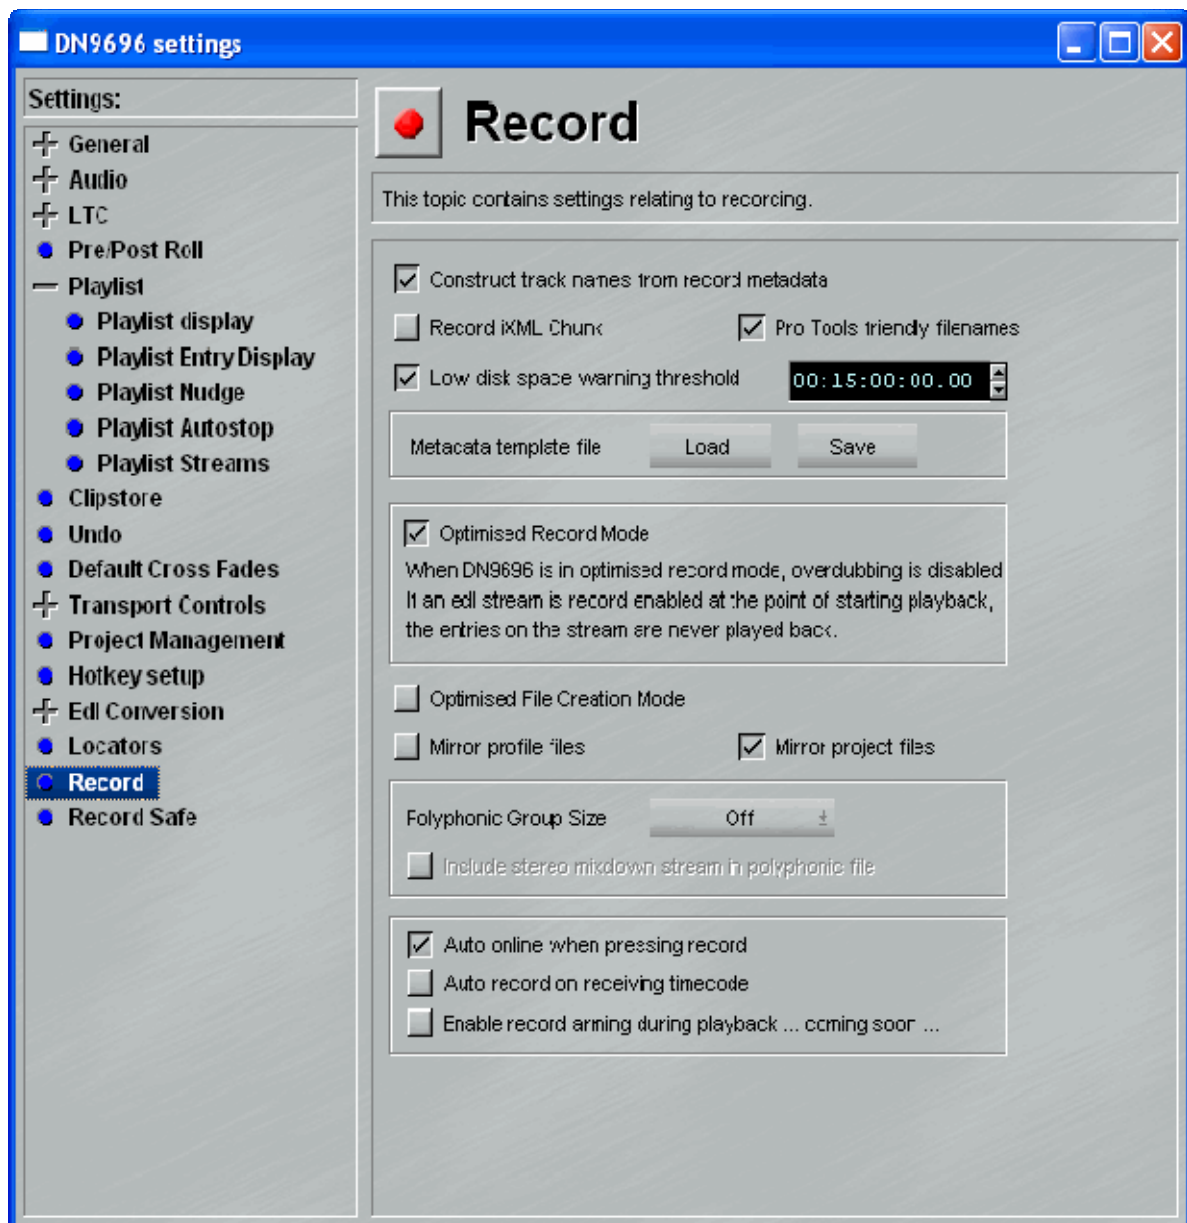 DN9696 settings
Settings:
General
Audio
LTC
Pre/Post Roll
Playlist
Playlist display
Playlist Entry Display
Playlist Nudge
Playlist Autostop
Playlist Streams
Clipstore
Undo
Default Cross Fades
Transport Controls
Project Management
Hotkey setup
Edl Conversion
Locators
Record
Record Safe
Record
This topic contains settings relating to recording.
Construct track names from record metadata
Record iXML Chunk
Pro Tools friendly filenames
Low disk space warning threshold
00:15:00:00.00
Metadata template file
Load
Save
Optimised Record Mode
When DN9696 is in optimised record mode, overdubbing is disabled
If an edl stream is record enabled at the point of starting playback,
the entries on the stream are never played back.
Optimised File Creation Mode
Mirror profile files
Mirror project files
Polyphonic Group Size
Off
Include stereo mixdown stream in polyphonic file
Auto online when pressing record
Auto record on receiving timecode
Enable record arming during playback ... coming soon ...